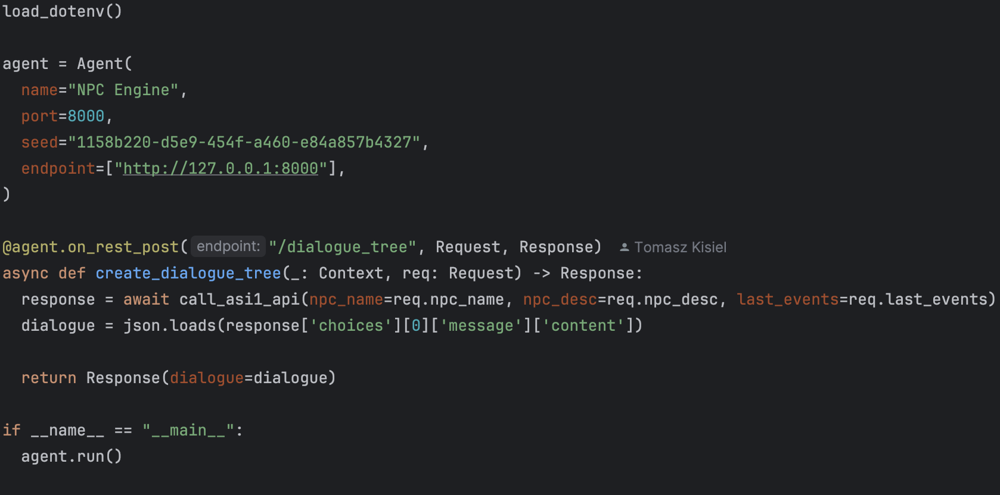 load_dotenv()
agent = Agent(
name="NPC Engine",
port=8000,
seed="1158b220-d5e9-454f-a460-e84a857b4327",
endpoint=["http://127.0.0.1:8000"],
)
@agent.on_rest_post( endpoint: "/dialogue_tree", Request, Response) Tomasz Kisiel
async def create_dialogue_tree(_: Context, req: Request) -> Response:
response = await call_asi1_api(npc_name=req.npc_name, npc_desc=req.npc_desc, last_events=req.last_events)
dialogue = json.loads(response['choices'][0]['message']['content'])
return Response(dialogue=dialogue)
if __name__ == "__main__":
agent.run()